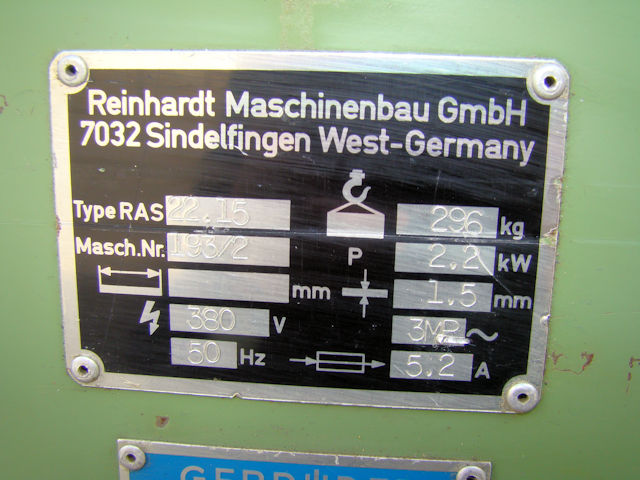 Reinhardt Maschinenbau GmbH
7032 Sindelfingen West-Germany
Type RAS 22.15 296 kg
Masch.Nr. 193/2 P 2,2 kW
mm 1.5 mm
380 V 3MP ~
50 Hz 5.2 A